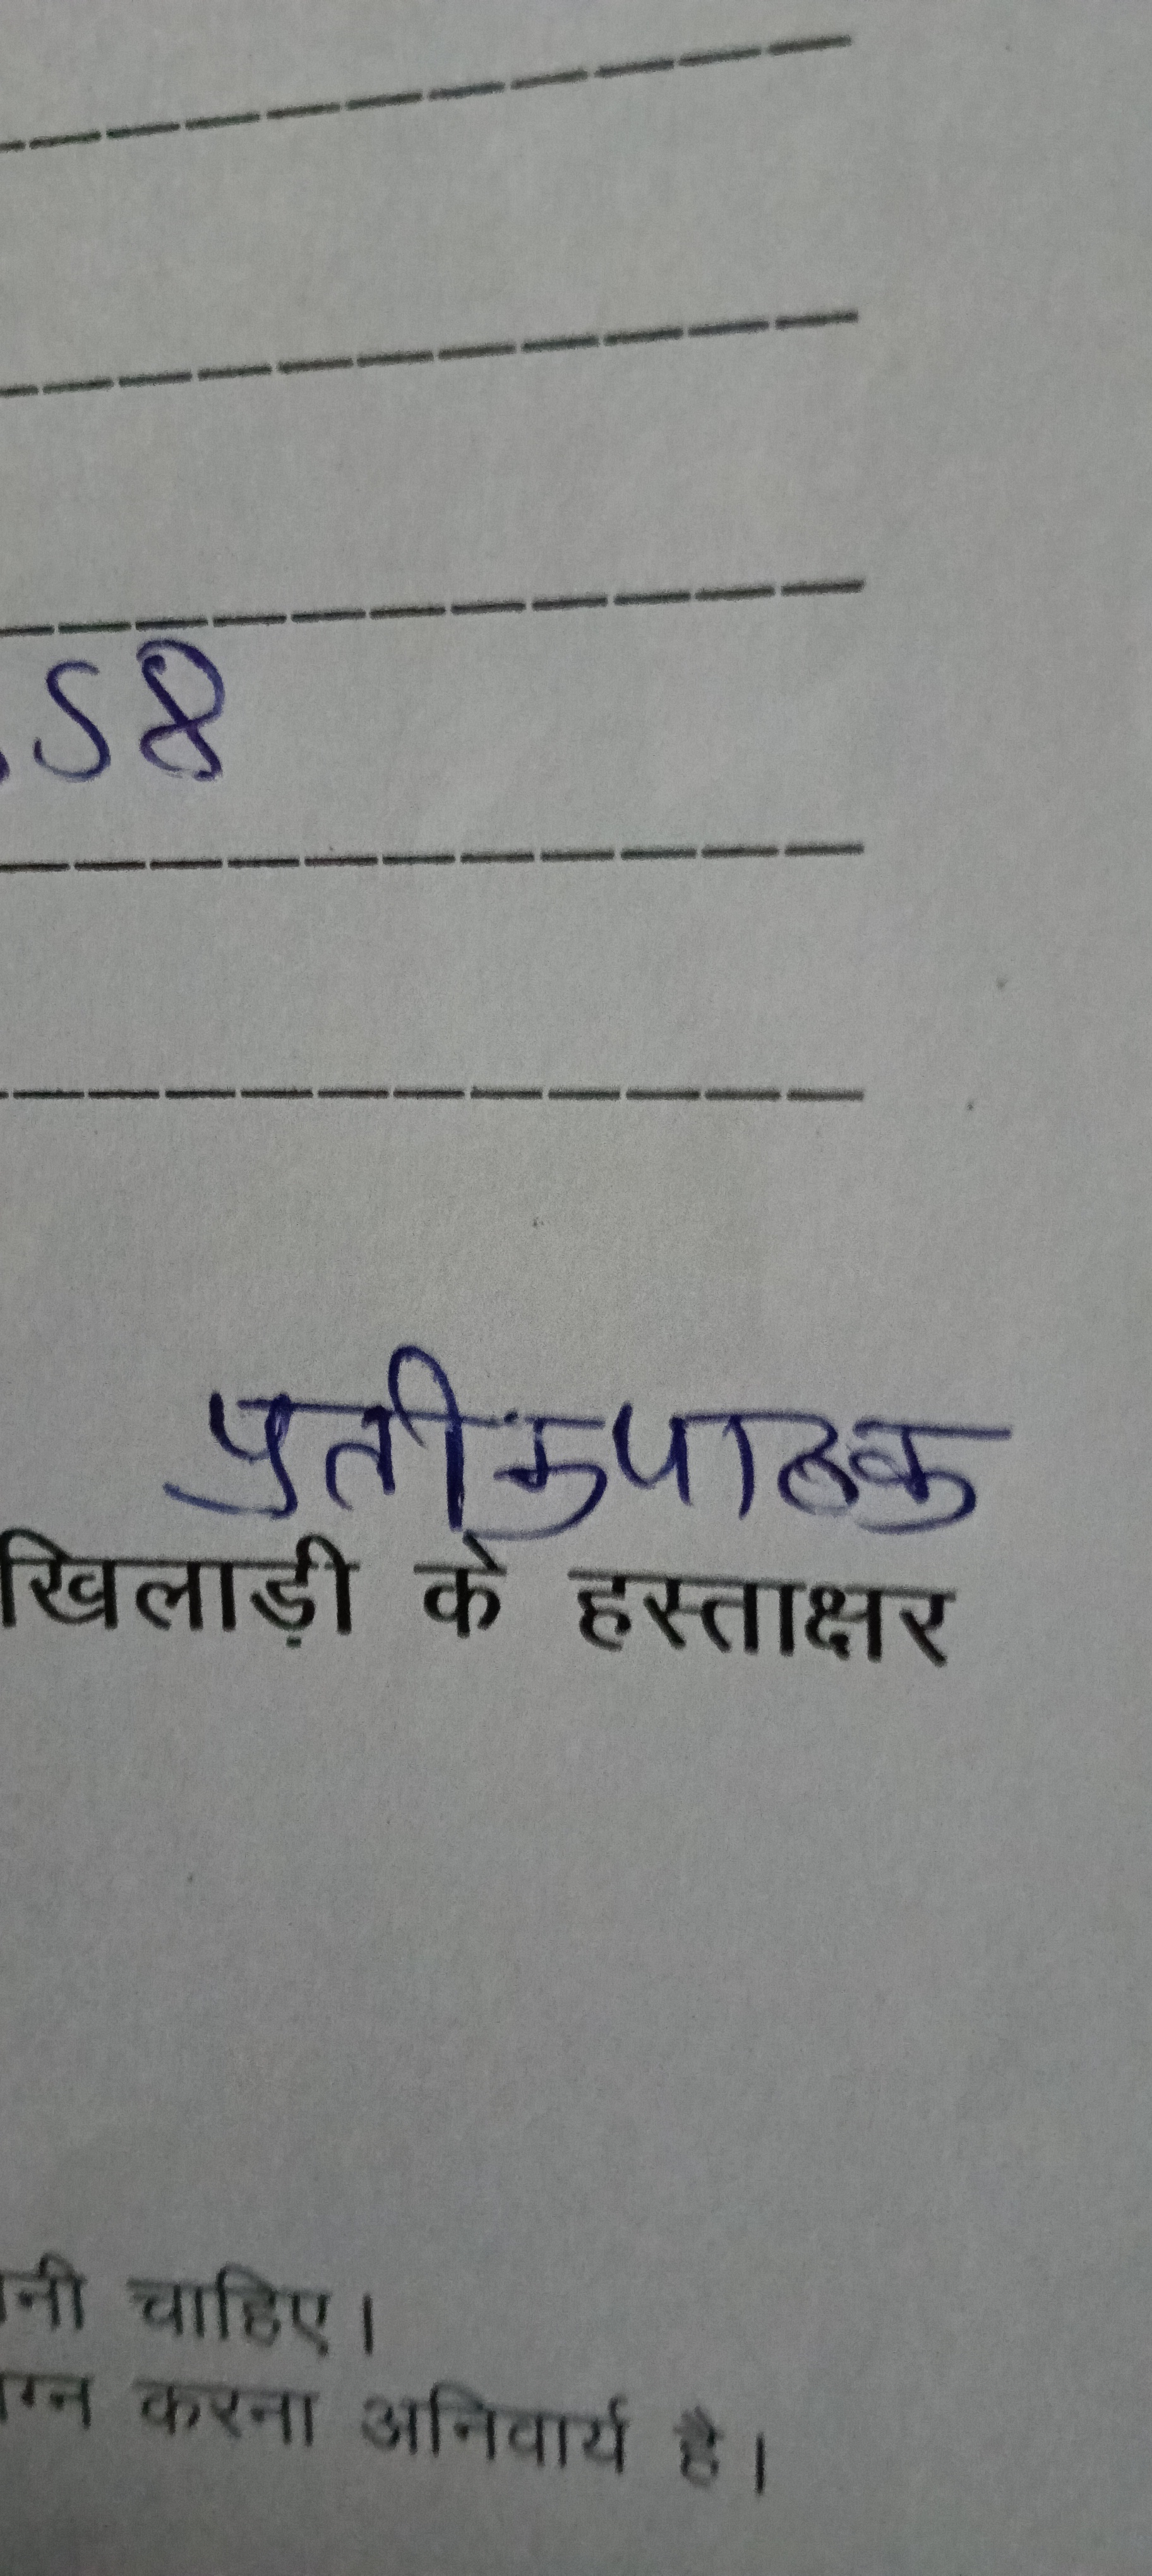 58
प्रतीक पाठक
खिलाड़ी के हस्ताक्षर
नी चाहिए।
ग्न करना अनिवार्य है।